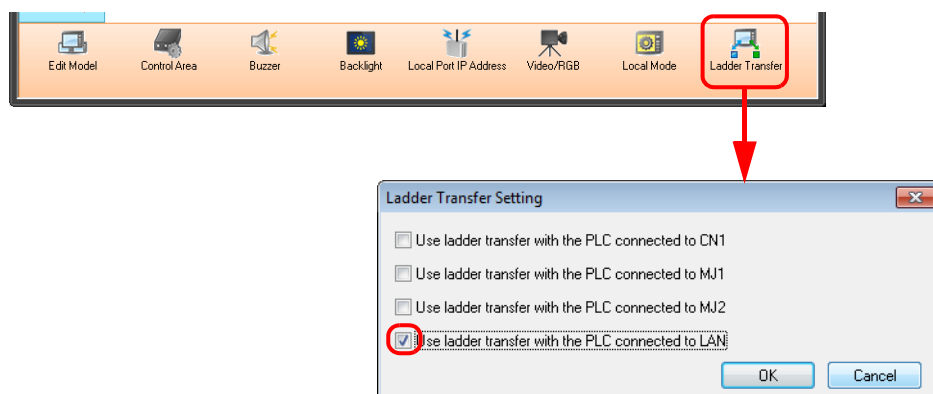 Edit Model Control Area Buzzer Backlight Local Port IP Address Video/RGB Local Mode Ladder Transfer
Ladder Transfer Setting
Use ladder transfer with the PLC connected to CN1
Use ladder transfer with the PLC connected to MJ1
Use ladder transfer with the PLC connected to MJ2
Use ladder transfer with the PLC connected to LAN
OK Cancel